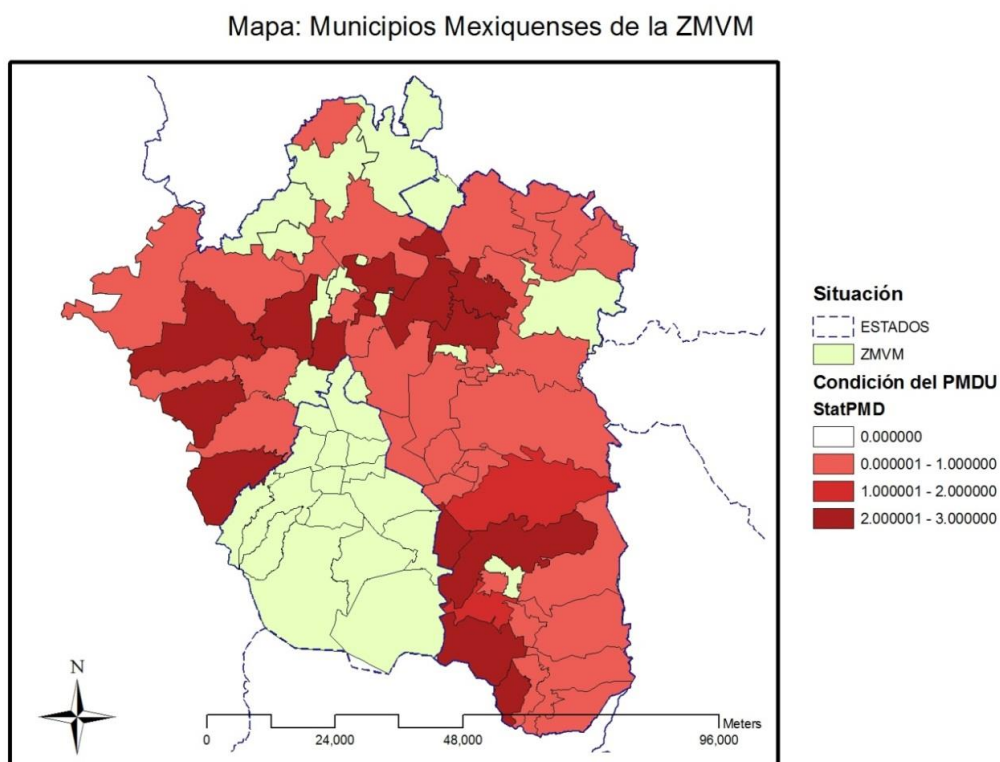 Mapa: Municipios Mexiquenses de la ZMVM
Situación
ESTADOS
ZMVM
Condición del PMDU
StatPMD
0.000000
0.000001 - 1.000000
1.000001 - 2.000000
2.000001 - 3.000000
N
Meters
0 24,000 48,000 96,000